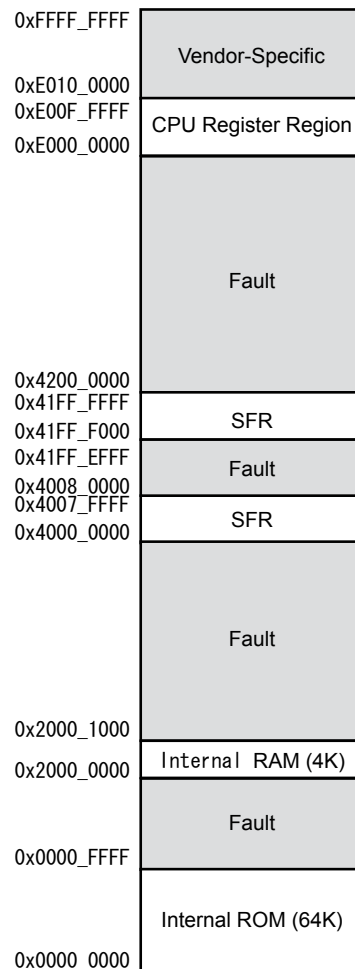 0xFFFF_FFFF
Vendor-Specific
0xE010_0000
0xE00F_FFFF
CPU Register Region
0xE000_0000
Fault
0x4200_0000
0x41FF_FFFF
SFR
0x41FF_F000
0x41FF_EFFF
Fault
0x4008_0000
0x4007_FFFF
SFR
0x4000_0000
Fault
0x2000_1000
Internal RAM (4K)
0x2000_0000
Fault
0x0000_FFFF
Internal ROM (64K)
0x0000_0000